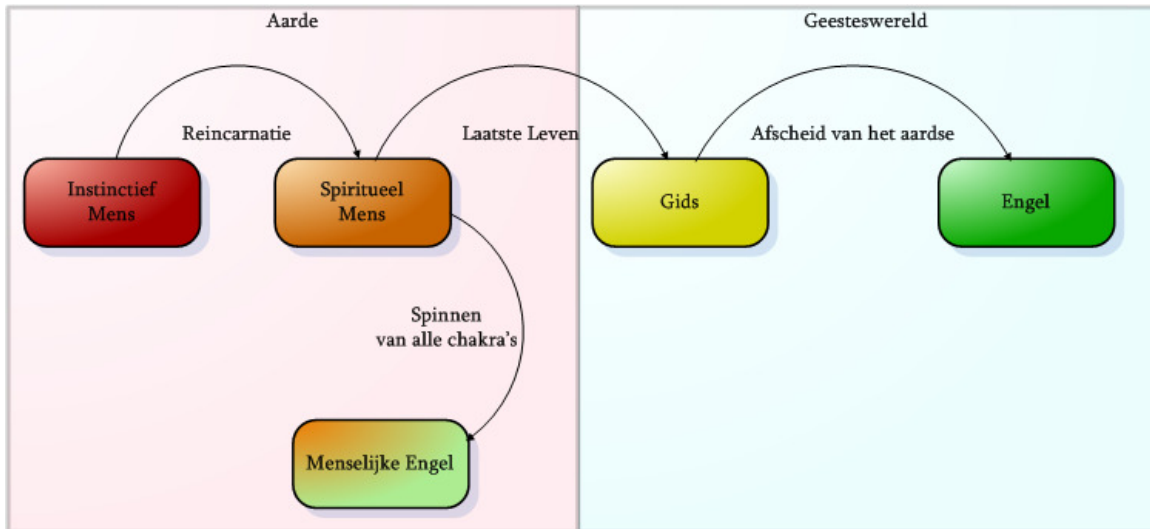 Aarde
Geesteswereld
Reincarnatie
Laatste Leven
Afscheid van het aardse
Instinctief
Mens
Spiritueel
Mens
Gids
Engel
Spinnen
van alle chakra's
Menselijke Engel